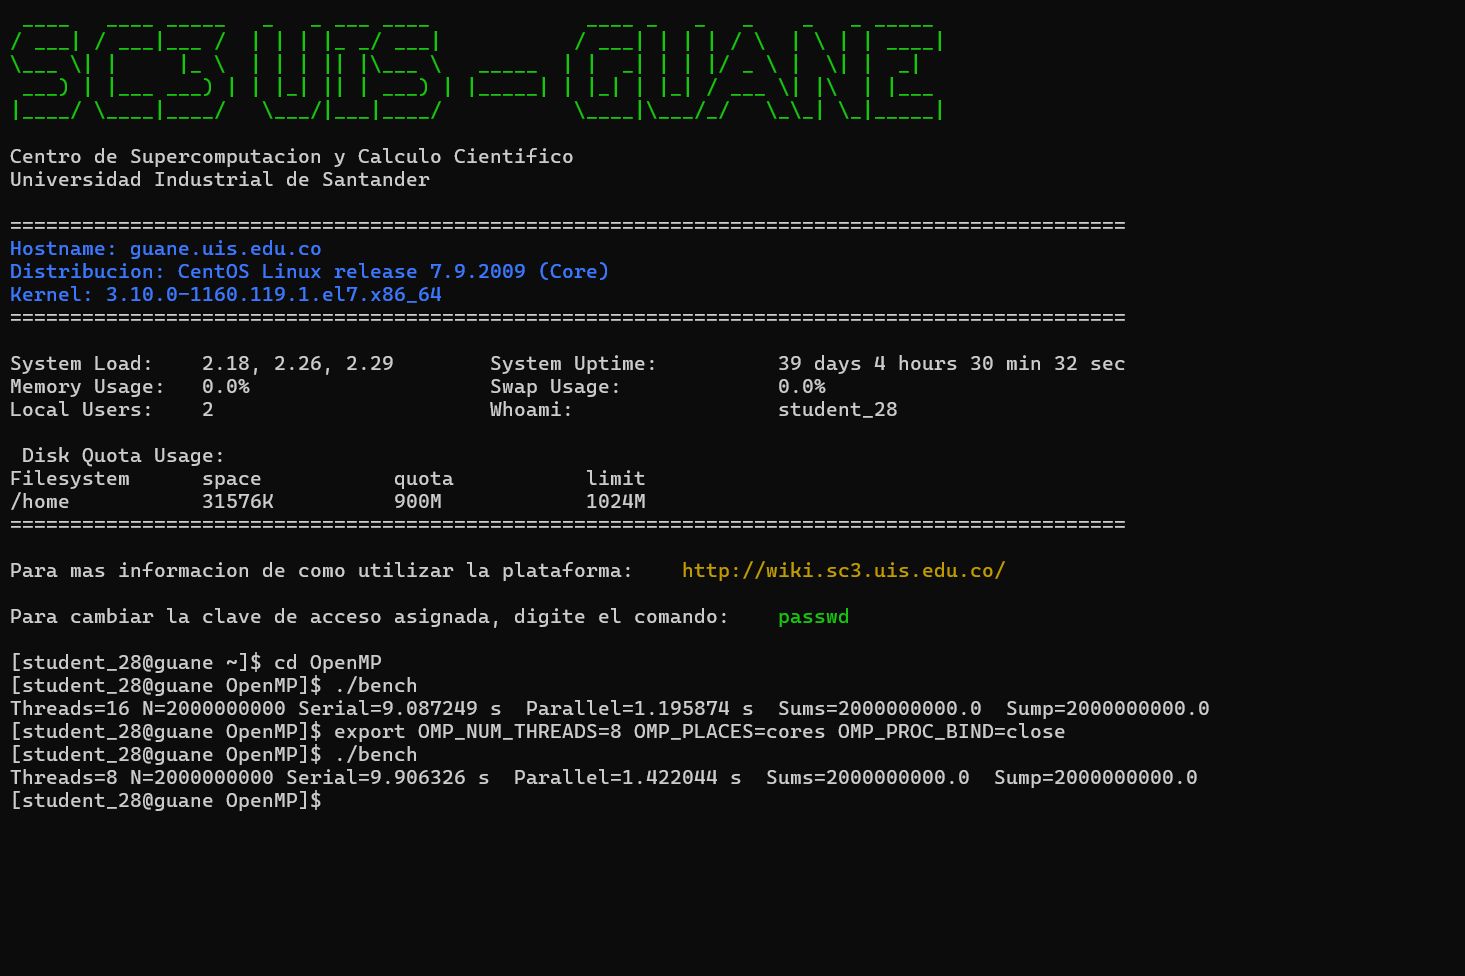 SC3 UIS - GUANE
Centro de Supercomputacion y Calculo Cientifico
Universidad Industrial de Santander
=============================================================================================
Hostname: guane.uis.edu.co
Distribucion: CentOS Linux release 7.9.2009 (Core)
Kernel: 3.10.0-1160.119.1.el7.x86_64
=============================================================================================
System Load: 2.18, 2.26, 2.29 System Uptime: 39 days 4 hours 30 min 32 sec
Memory Usage: 0.0% Swap Usage: 0.0%
Local Users: 2 Whoami: student_28
Disk Quota Usage:
Filesystem space quota limit
/home 31576K 900M 1024M
=============================================================================================
Para mas informacion de como utilizar la plataforma: http://wiki.sc3.uis.edu.co/
Para cambiar la clave de acceso asignada, digite el comando: passwd
[student_28@guane ~]$ cd OpenMP
[student_28@guane OpenMP]$ ./bench
Threads=16 N=2000000000 Serial=9.087249 s Parallel=1.195874 s Sums=2000000000.0 Sump=2000000000.0
[student_28@guane OpenMP]$ export OMP_NUM_THREADS=8 OMP_PLACES=cores OMP_PROC_BIND=close
[student_28@guane OpenMP]$ ./bench
Threads=8 N=2000000000 Serial=9.906326 s Parallel=1.422044 s Sums=2000000000.0 Sump=2000000000.0
[student_28@guane OpenMP]$